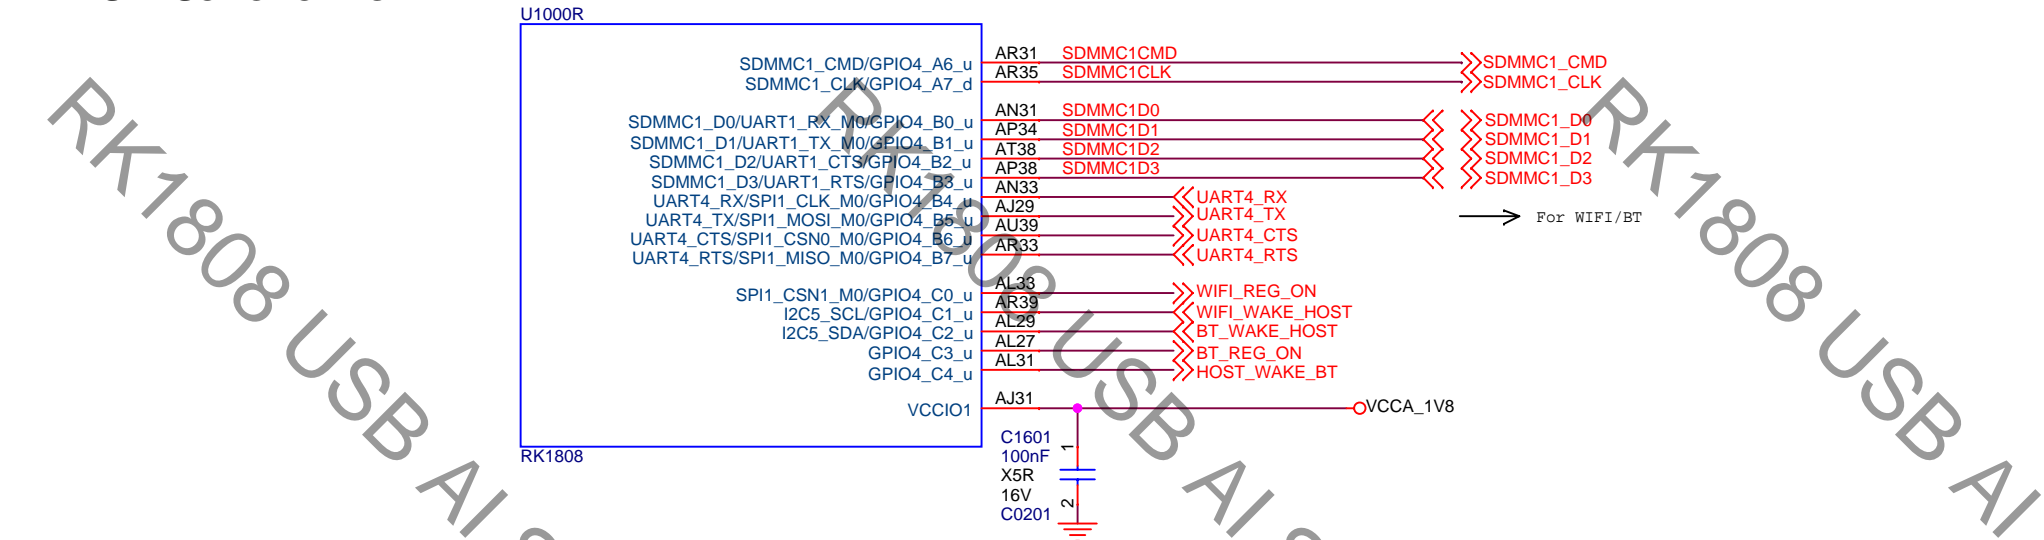 U1000R
SDMMC1_CMD/GPIO4_A6_u AR31 SDMMC1CMD SDMMC1_CMD
SDMMC1_CLK/GPIO4_A7_d AR35 SDMMC1CLK SDMMC1_CLK
SDMMC1_D0/UART1_RX_M0/GPIO4_B0_u AN31 SDMMC1D0 SDMMC1_D0
SDMMC1_D1/UART1_TX_M0/GPIO4_B1_u AP34 SDMMC1D1 SDMMC1_D1
SDMMC1_D2/UART1_CTS/GPIO4_B2_u AT38 SDMMC1D2 SDMMC1_D2
SDMMC1_D3/UART1_RTS/GPIO4_B3_u AP38 SDMMC1D3 SDMMC1_D3
UART4_RX/SPI1_CLK_M0/GPIO4_B4_u AN33 UART4_RX
UART4_TX/SPI1_MOSI_M0/GPIO4_B5_u AJ29 UART4_TX For WIFI/BT
UART4_CTS/SPI1_CSN0_M0/GPIO4_B6_u AU39 UART4_CTS
UART4_RTS/SPI1_MISO_M0/GPIO4_B7_u AR33 UART4_RTS
SPI1_CSN1_M0/GPIO4_C0_u AL33 WIFI_REG_ON
I2C5_SCL/GPIO4_C1_u AR39 WIFI_WAKE_HOST
I2C5_SDA/GPIO4_C2_u AL29 BT_WAKE_HOST
GPIO4_C3_u AL27 BT_REG_ON
GPIO4_C4_u AL31 HOST_WAKE_BT
VCCIO1 AJ31 VCCA_1V8
RK1808
C1601
100nF
X5R
16V
C0201
1
2
RK1808 USB AI
RK1808 USB AI
RK1808 USB AI